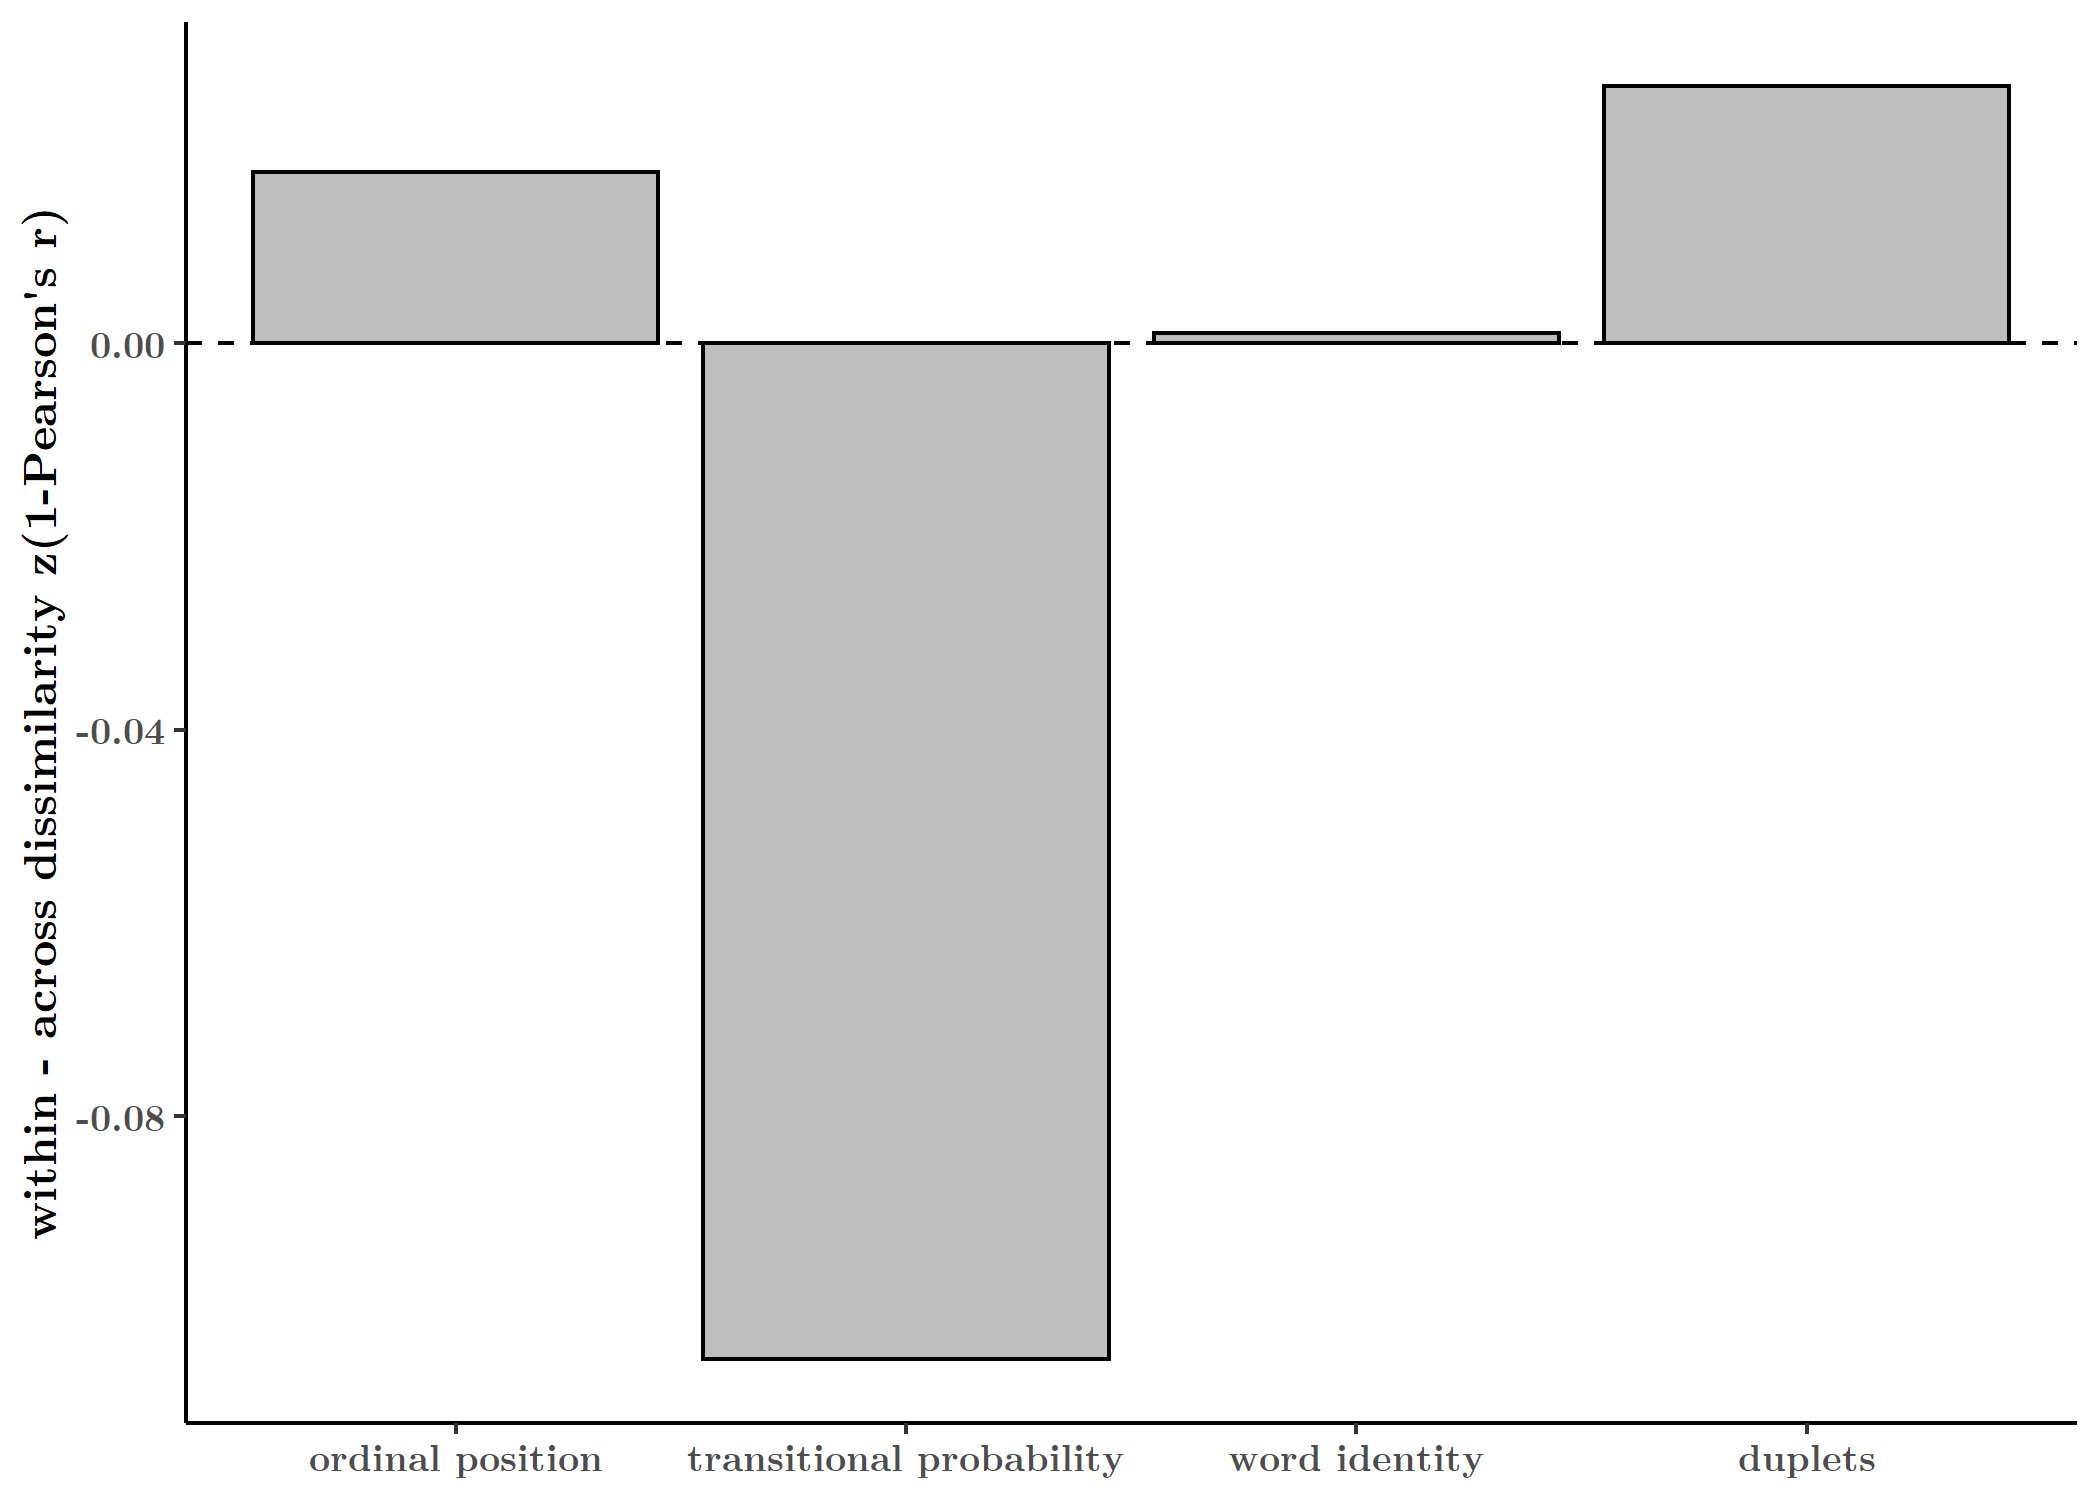 within - across dissimilarity z(1-Pearson's r)
0.00
-0.04
-0.08
ordinal position
transitional probability
word identity
duplets